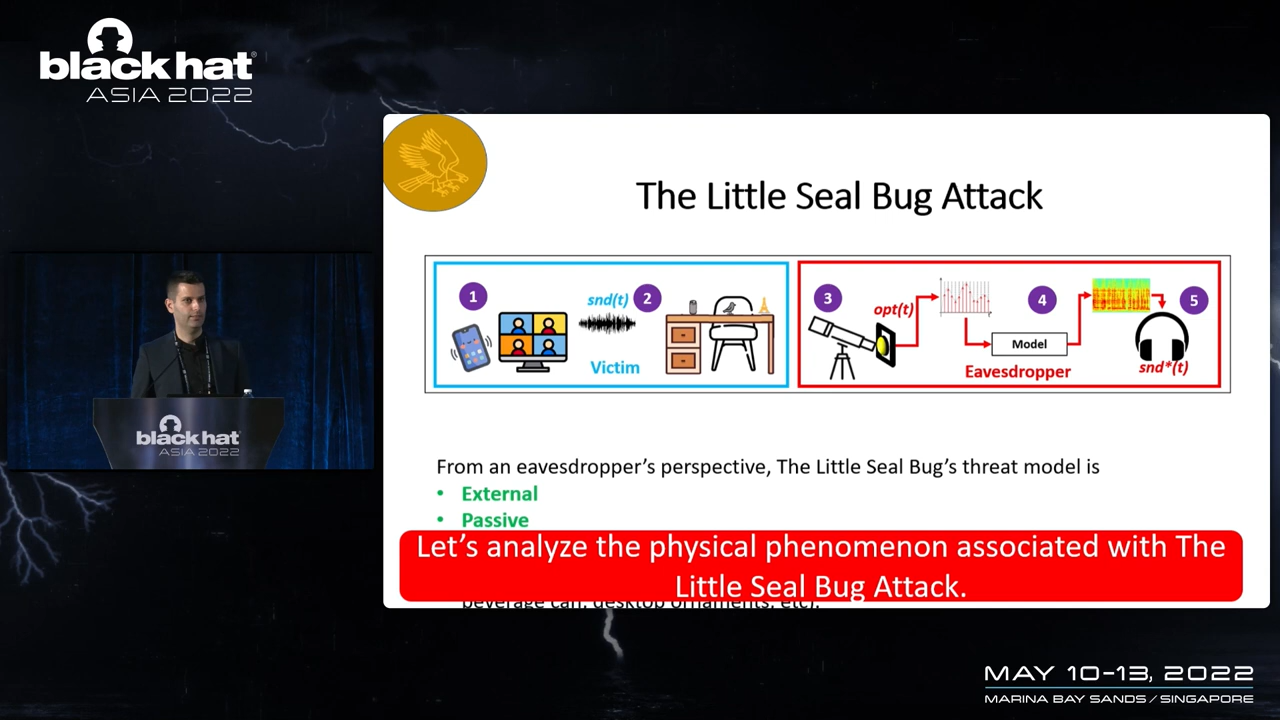 black hat®
ASIA 2022
The Little Seal Bug Attack
1
snd(t)
2
Victim
3
opt(t)
4
Model
Eavesdropper
5
snd*(t)
From an eavesdropper's perspective, The Little Seal Bug's threat model is
• External
• Passive
Let's analyze the physical phenomenon associated with The
Little Seal Bug Attack.
beverage can, desktop ornaments, etc).
black hat
ASIA 2022
MAY 10-13, 2022
MARINA BAY SANDS / SINGAPORE